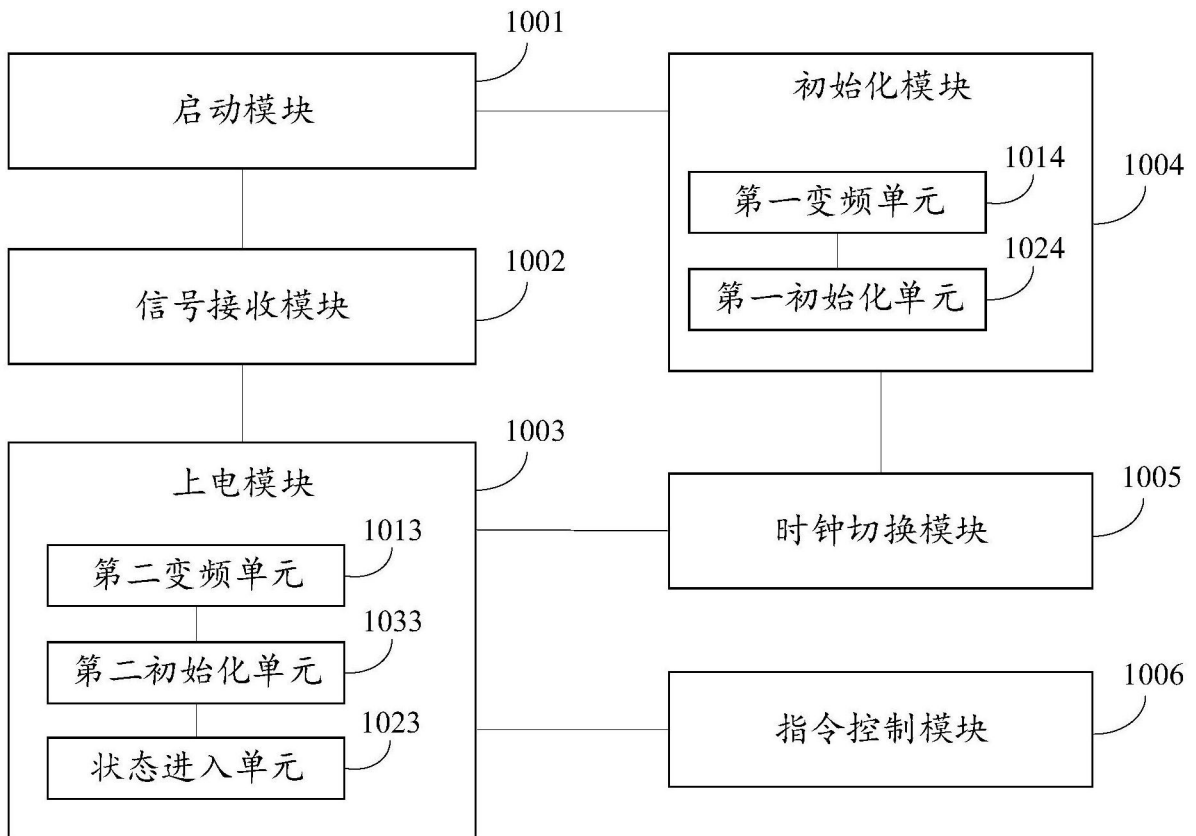 1001
启动模块
初始化模块
1014
第一变频单元
1004
1024
第一初始化单元
1002
信号接收模块
1003
上电模块
1013
第二变频单元
1033
第二初始化单元
1023
状态进入单元
1005
时钟切换模块
1006
指令控制模块